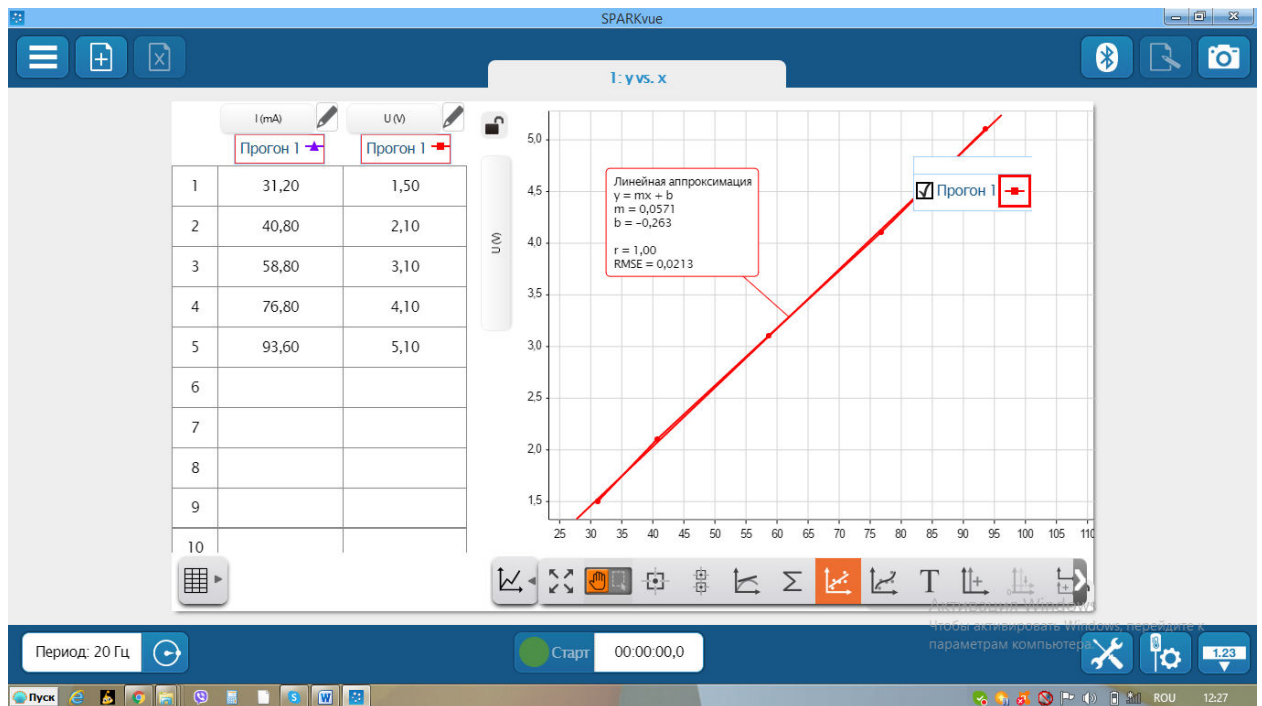 SPARKvue
1: y vs. x
I (mA)
U (V)
Прогон 1
Прогон 1
1 31,20 1,50
2 40,80 2,10
3 58,80 3,10
4 76,80 4,10
5 93,60 5,10
6
7
8
9
10
U (V)
5,0
4,5
4,0
3,5
3,0
2,5
2,0
1,5
25 30 35 40 45 50 55 60 65 70 75 80 85 90 95 100 105 110
Линейная аппроксимация
y = mx + b
m = 0,0571
b = −0,263
r = 1,00
RMSE = 0,0213
Прогон 1
Σ
T
Активация Windows
Чтобы активировать Windows, перейдите к
параметрам компьютера.
Период: 20 Гц
Старт
00:00:00,0
1.23
Пуск
ROU
12:27